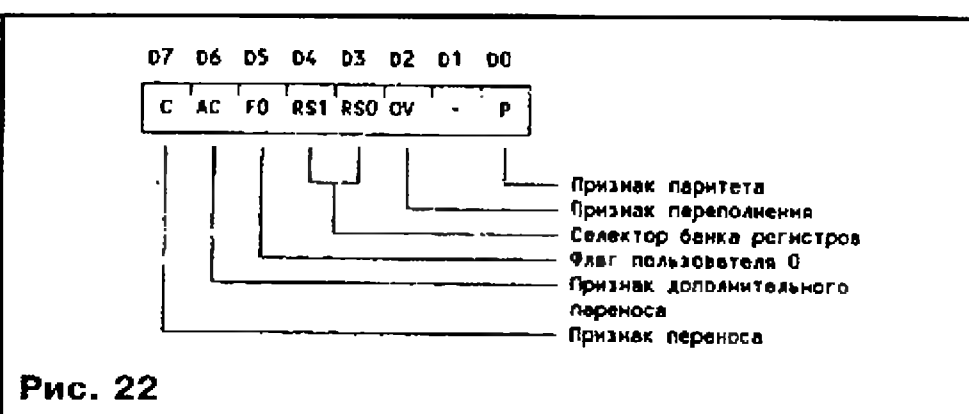 D7 D6 D5 D4 D3 D2 D1 D0
C AC F0 RS1 RS0 OV - P
Признак паритета
Признак переполнения
Селектор банка регистров
Флаг пользователя 0
Признак дополнительного
переноса
Признак переноса
Рис. 22